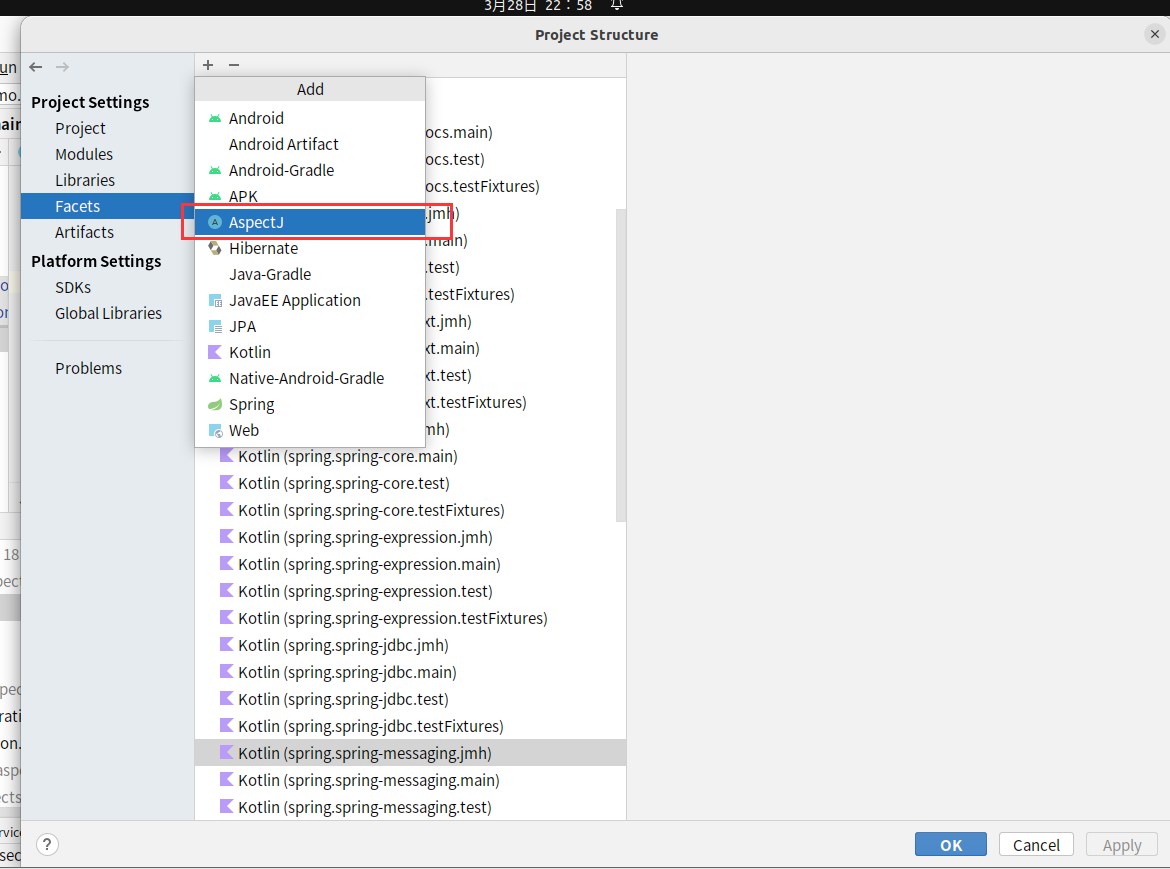 3月28日 22：58
Project Structure
un
mo.
Project Settings
Project
Modules
Libraries
Facets
Artifacts
Platform Settings
SDKs
Global Libraries
Problems
Add
Android
Android Artifact
Android-Gradle
APK
AspectJ
Hibernate
Java-Gradle
JavaEE Application
JPA
Kotlin
Native-Android-Gradle
Spring
Web
ocs.main)
ocs.test)
ocs.testFixtures)
.jmh)
.main)
.test)
.testFixtures)
xt.jmh)
xt.main)
xt.test)
xt.testFixtures)
mh)
Kotlin (spring.spring-core.main)
Kotlin (spring.spring-core.test)
Kotlin (spring.spring-core.testFixtures)
Kotlin (spring.spring-expression.jmh)
Kotlin (spring.spring-expression.main)
Kotlin (spring.spring-expression.test)
Kotlin (spring.spring-expression.testFixtures)
Kotlin (spring.spring-jdbc.jmh)
Kotlin (spring.spring-jdbc.main)
Kotlin (spring.spring-jdbc.test)
Kotlin (spring.spring-jdbc.testFixtures)
Kotlin (spring.spring-messaging.jmh)
Kotlin (spring.spring-messaging.main)
Kotlin (spring.spring-messaging.test)
18
?
OK
Cancel
Apply